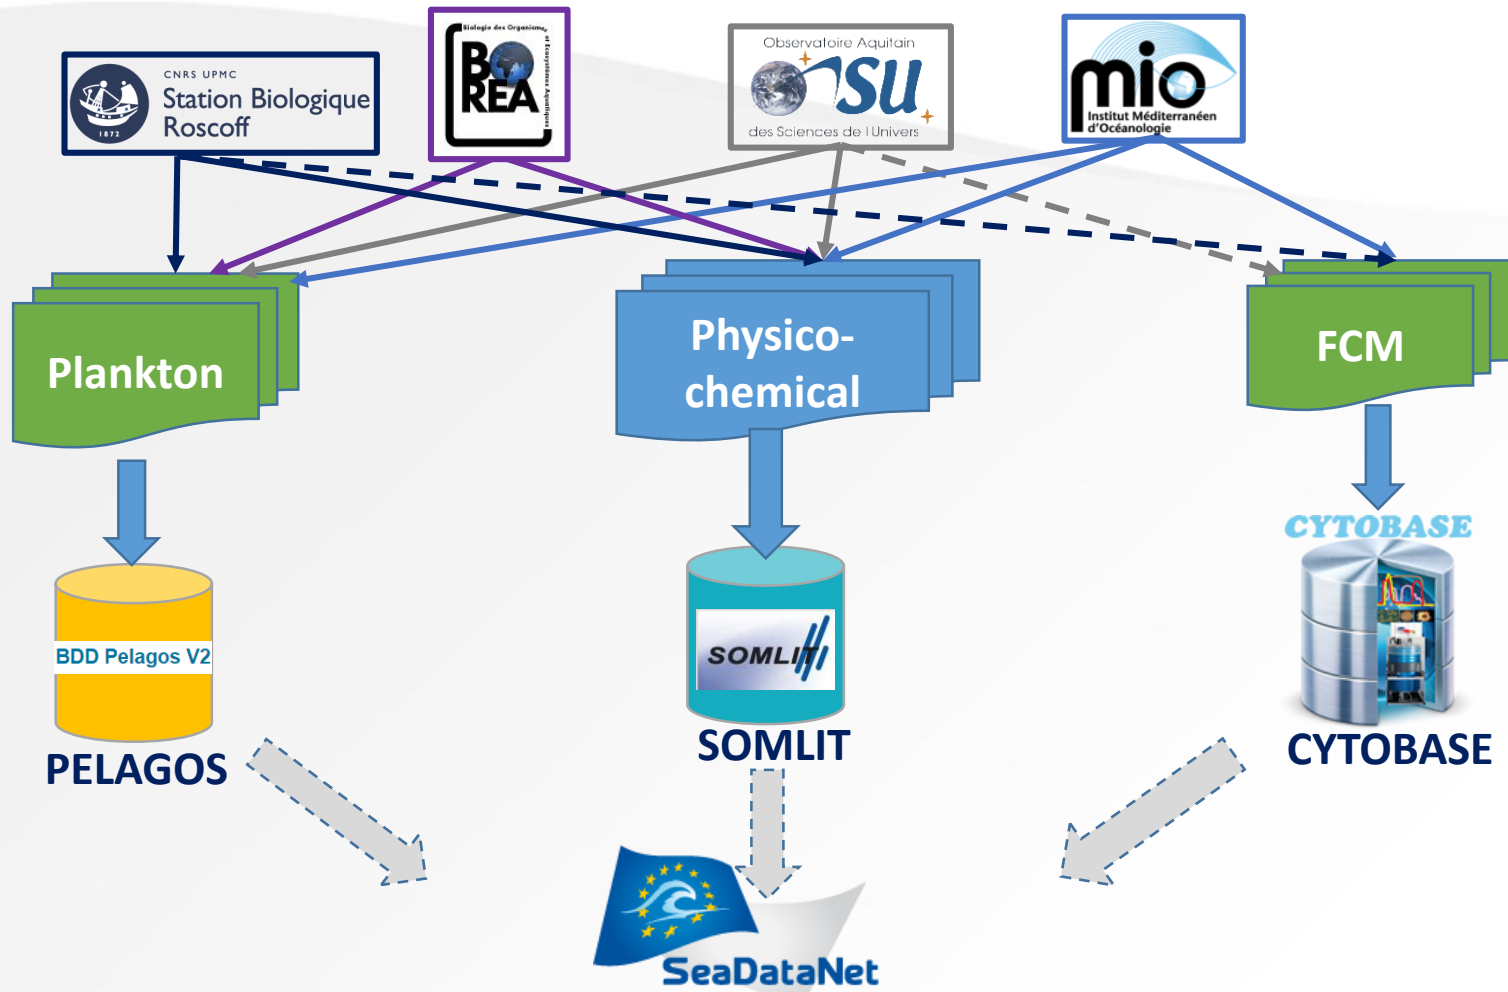 CNRS UPMC
Station Biologique
Roscoff
1872
Biologie des Organismes
et Ecosystèmes Aquatiques
BO
REA
Observatoire Aquitain
OSU
des Sciences de l Univers
mio
Institut Méditerranéen
d'Océanologie
Plankton
Physico-
chemical
FCM
CYTOBASE
BDD Pelagos V2
SOMLIT
PELAGOS
SOMLIT
CYTOBASE
SeaDataNet